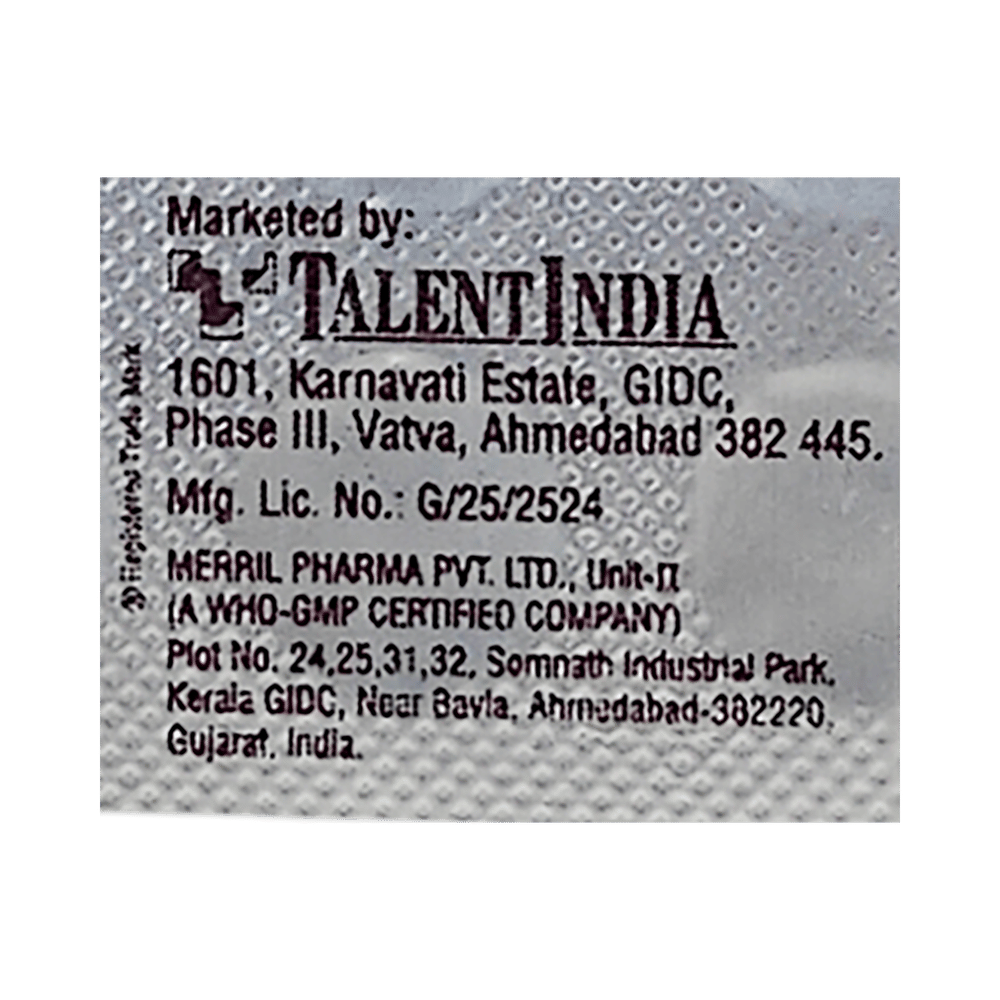 Marketed by:
TALENT INDIA
1601, Karnavati Estate, GIDC,
Phase III, Vatva, Ahmedabad 382 445.
Mfg. Lic. No.: G/25/2524
MERRIL PHARMA PVT. LTD., Unit-II
(A WHO-GMP CERTIFIED COMPANY)
Plot No. 24,25,31,32, Somnath Industrial Park,
Kerala GIDC, Near Bavla, Ahmedabad-382220,
Gujarat, India.
® Registered Trade Mark